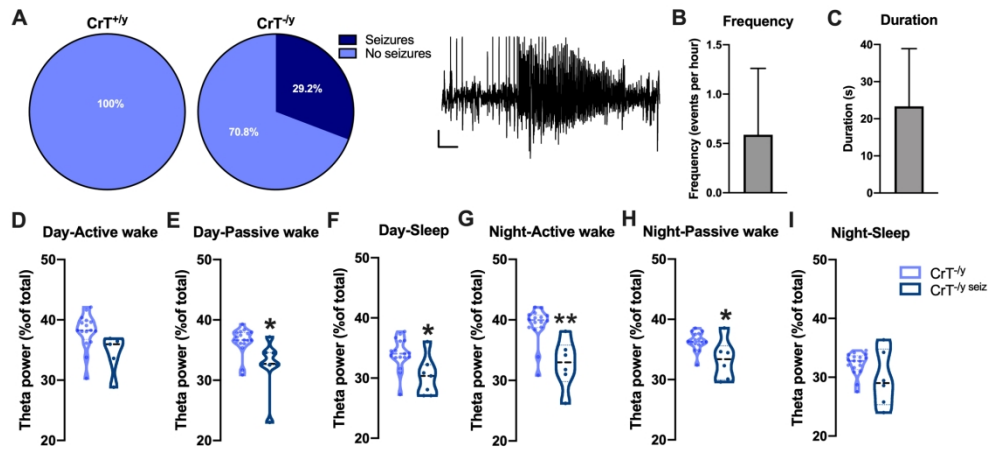 A
CrT+/y
CrT-/y
Seizures
No seizures
100%
29.2%
70.8%
B
Frequency
Frequency (events per hour)
1.5
1.0
0.5
0.0
C
Duration
Duration (s)
40
30
20
10
0
D
Day-Active wake
Theta power (%of total)
50
40
30
20
E
Day-Passive wake
Theta power (%of total)
50
40
30
20
*
F
Day-Sleep
Theta power (%of total)
50
40
30
20
*
G
Night-Active wake
Theta power (%of total)
50
40
30
20
**
H
Night-Passive wake
Theta power (%of total)
50
40
30
20
*
I
Night-Sleep
Theta power (%of total)
50
40
30
20
CrT-/y
CrT-/y seiz